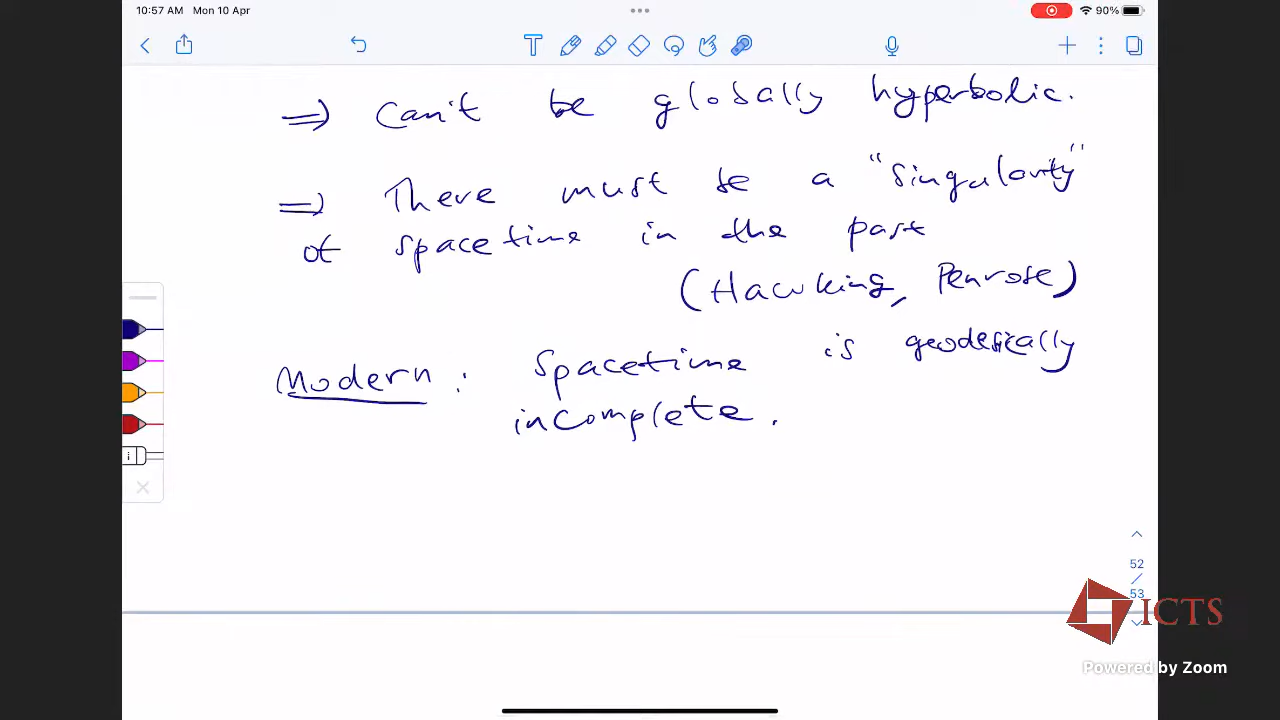 10:57 AM Mon 10 Apr
90%
T
⇒ Can't be globally hyperbolic.
⇒ There must be a "singularity"
of spacetime in the past
(Hawking, Penrose)
Modern: Spacetime is geodesically
incomplete.
i
52
/
53
ICTS
Powered by Zoom